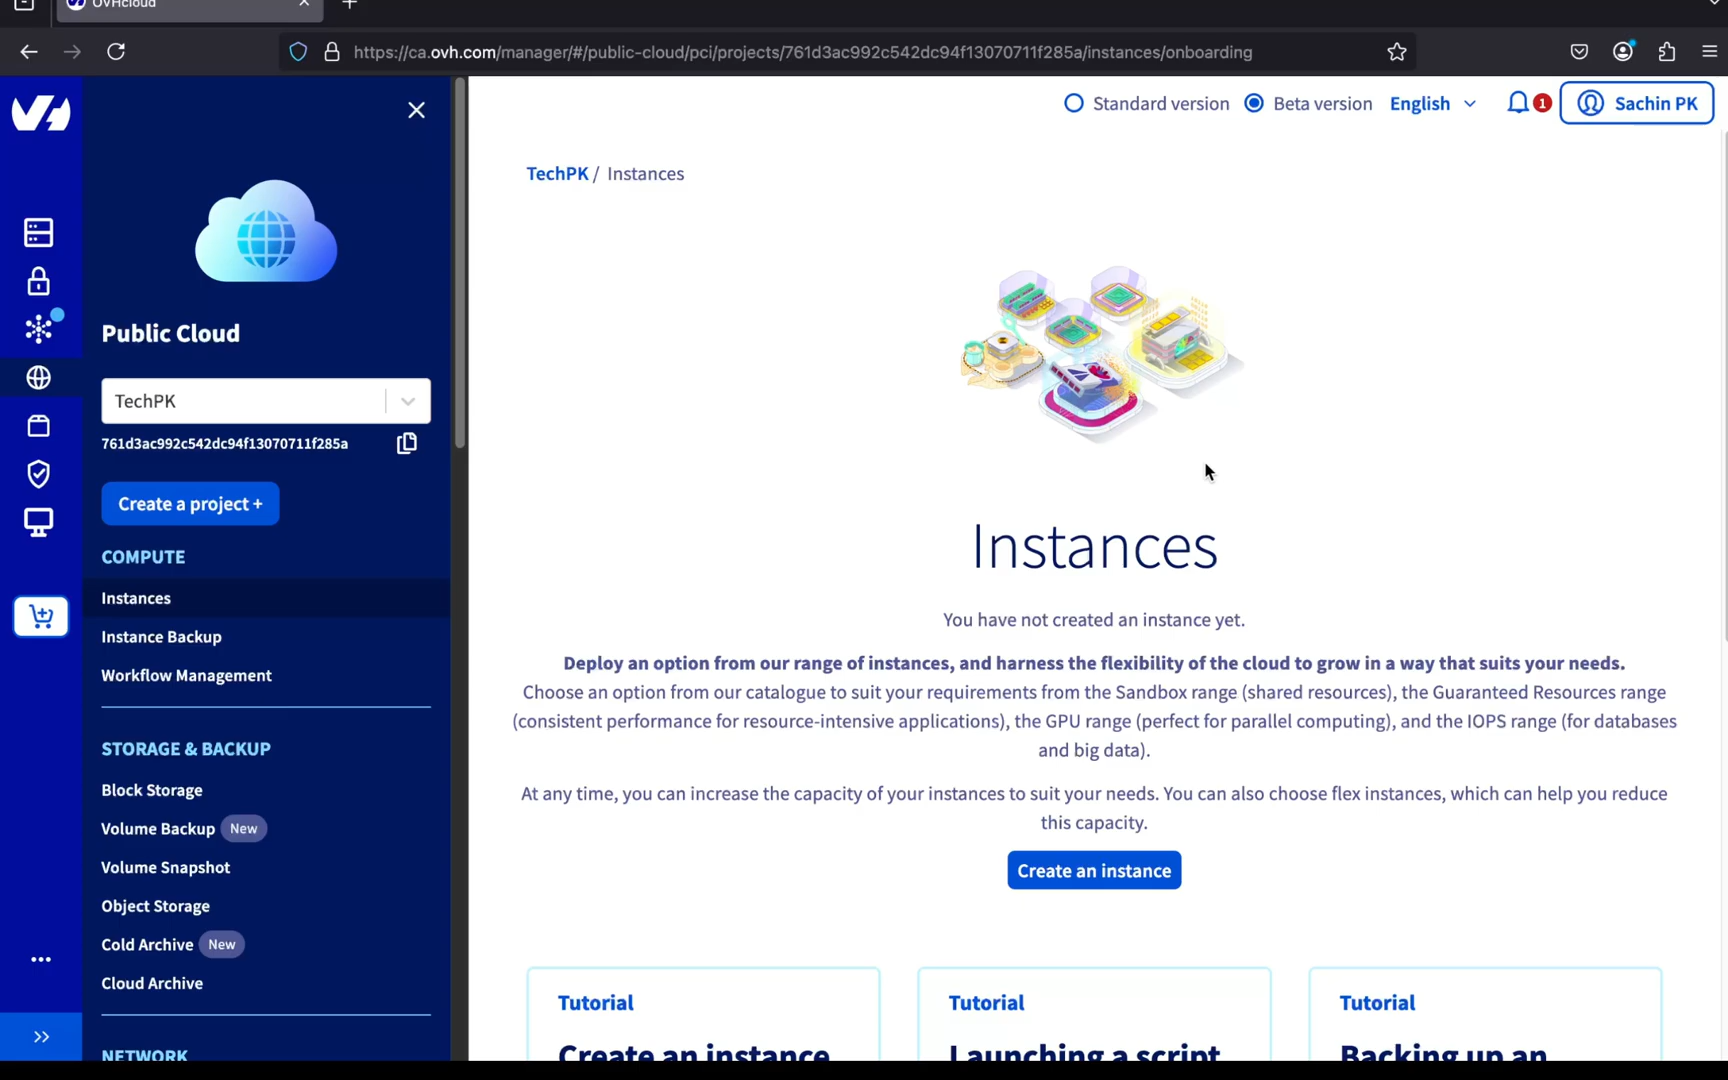 OVHcloud
https://ca.ovh.com/manager/#/public-cloud/pci/projects/761d3ac992c542dc94f13070711f285a/instances/onboarding
Standard version
Beta version
English
1
Sachin PK
Public Cloud
TechPK
761d3ac992c542dc94f13070711f285a
Create a project +
COMPUTE
Instances
Instance Backup
Workflow Management
STORAGE & BACKUP
Block Storage
Volume Backup New
Volume Snapshot
Object Storage
Cold Archive New
Cloud Archive
NETWORK
TechPK / Instances
Instances
You have not created an instance yet.
Deploy an option from our range of instances, and harness the flexibility of the cloud to grow in a way that suits your needs.
Choose an option from our catalogue to suit your requirements from the Sandbox range (shared resources), the Guaranteed Resources range
(consistent performance for resource-intensive applications), the GPU range (perfect for parallel computing), and the IOPS range (for databases
and big data).
At any time, you can increase the capacity of your instances to suit your needs. You can also choose flex instances, which can help you reduce
this capacity.
Create an instance
Tutorial
Create an instance
Tutorial
Launching a script
Tutorial
Backing up an